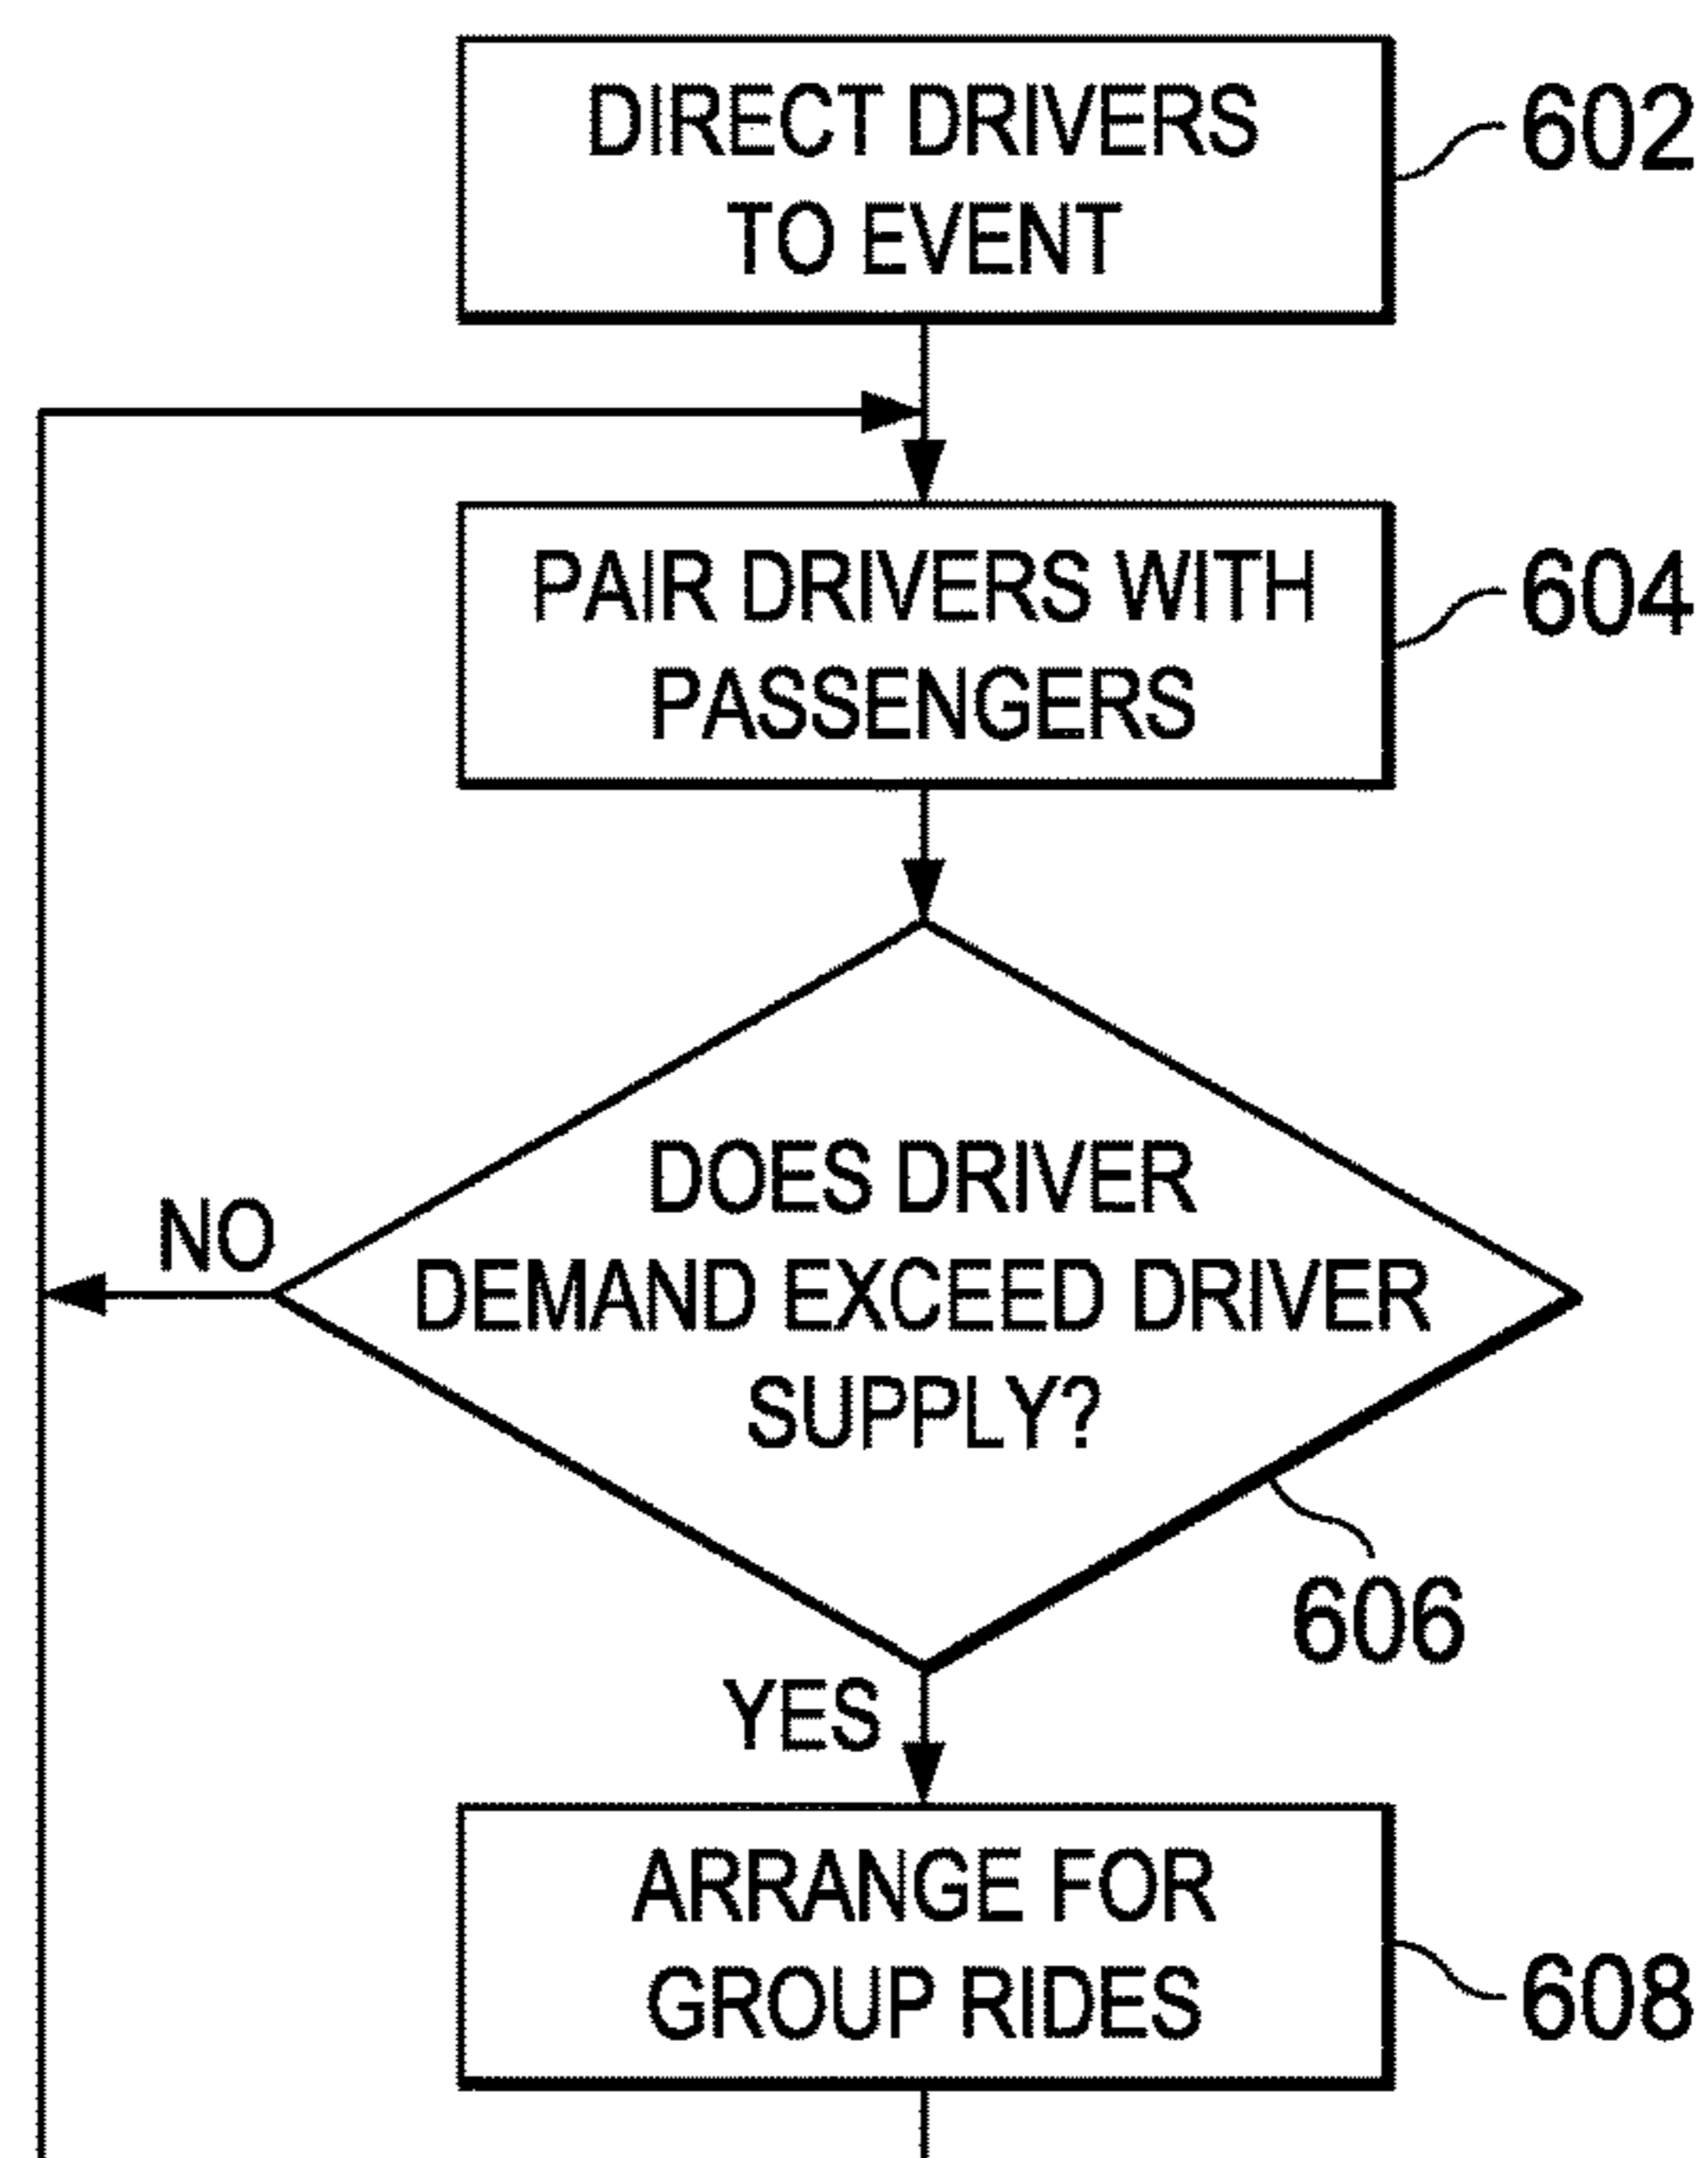 DIRECT DRIVERS
TO EVENT
602
PAIR DRIVERS WITH
PASSENGERS
604
DOES DRIVER
DEMAND EXCEED DRIVER
SUPPLY?
NO
606
YES
ARRANGE FOR
GROUP RIDES
608